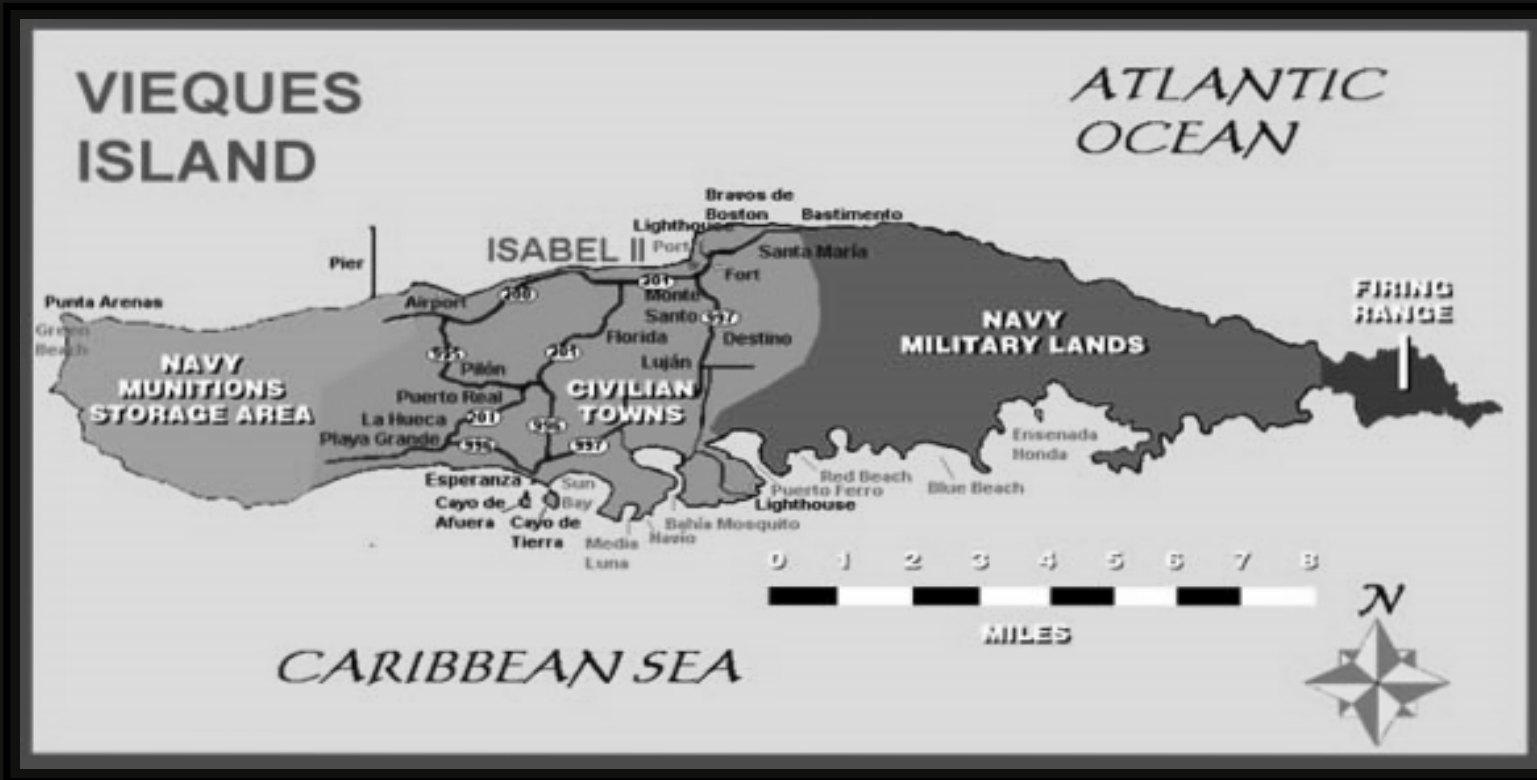 VIEQUES
ISLAND
ATLANTIC
OCEAN
Bravos de
Boston
Bastimento
Lighthouse
ISABEL II
Port
Santa María
Pier
Fort
201
200
Monte
Santo
997
Airport
Punta Arenas
Green
Beach
FIRING
RANGE
NAVY
MILITARY LANDS
Florida
Destino
201
Luján
Pilón
NAVY
MUNITIONS
STORAGE AREA
CIVILIAN
TOWNS
Puerto Real
La Hueca
201
Playa Grande
996
996
997
Ensenada
Honda
Esperanza
Sun
Bay
Red Beach
Puerto Ferro
Blue Beach
Lighthouse
Cayo de
Afuera
Cayo de
Tierra
Bahía Mosquito
Navio
Media
Luna
0 1 2 3 4 5 6 7 8
MILES
N
CARIBBEAN SEA